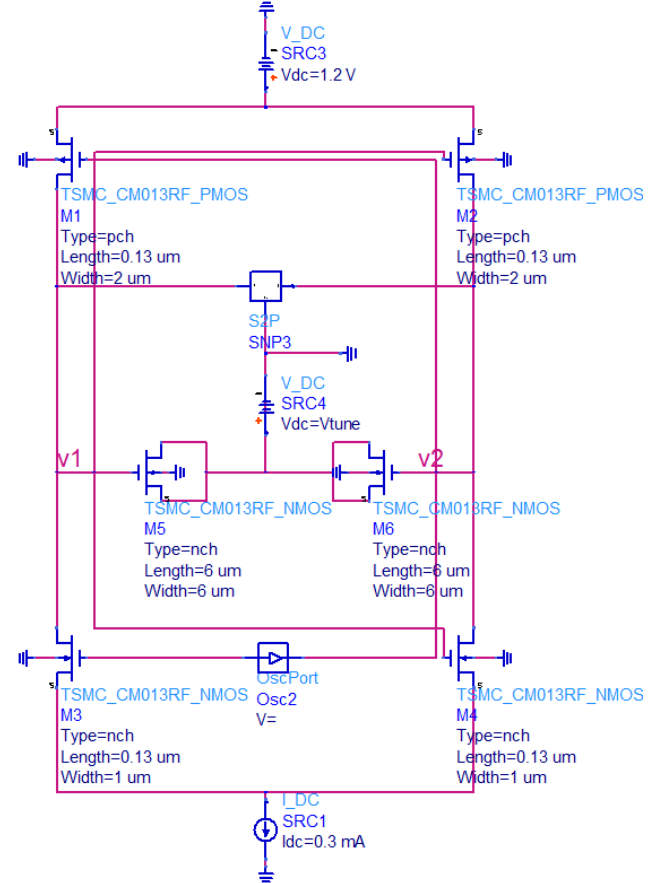 V_DC
SRC3
Vdc=1.2 V
TSMC_CM013RF_PMOS
M1
Type=pch
Length=0.13 um
Width=2 um
TSMC_CM013RF_PMOS
M2
Type=pch
Length=0.13 um
Width=2 um
S2P
SNP3
V_DC
SRC4
Vdc=Vtune
v1
v2
TSMC_CM013RF_NMOS
M5
Type=nch
Length=6 um
Width=6 um
TSMC_CM013RF_NMOS
M6
Type=nch
Length=6 um
Width=6 um
OscPort
Osc2
V=
TSMC_CM013RF_NMOS
M3
Type=nch
Length=0.13 um
Width=1 um
TSMC_CM013RF_NMOS
M4
Type=nch
Length=0.13 um
Width=1 um
I_DC
SRC1
Idc=0.3 mA